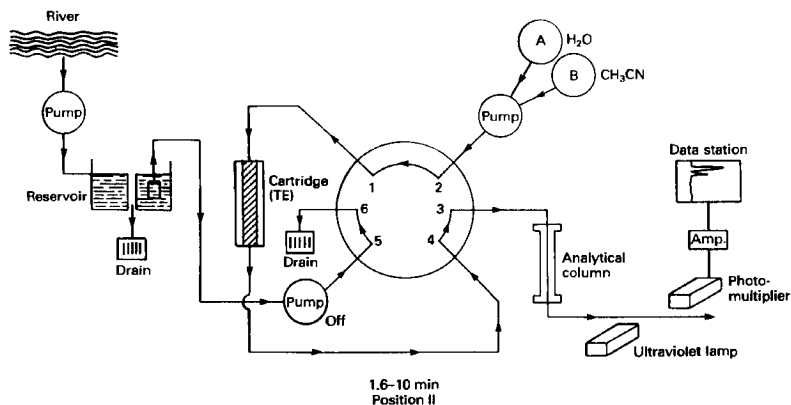 River
Pump
Reservoir
Drain
Cartridge
(TE)
Drain
Pump
Off
1
2
3
4
5
6
Pump
A
H₂O
B
CH₃CN
Analytical
column
Data station
Amp.
Photo-
multiplier
Ultraviolet lamp
1.6–10 min
Position II